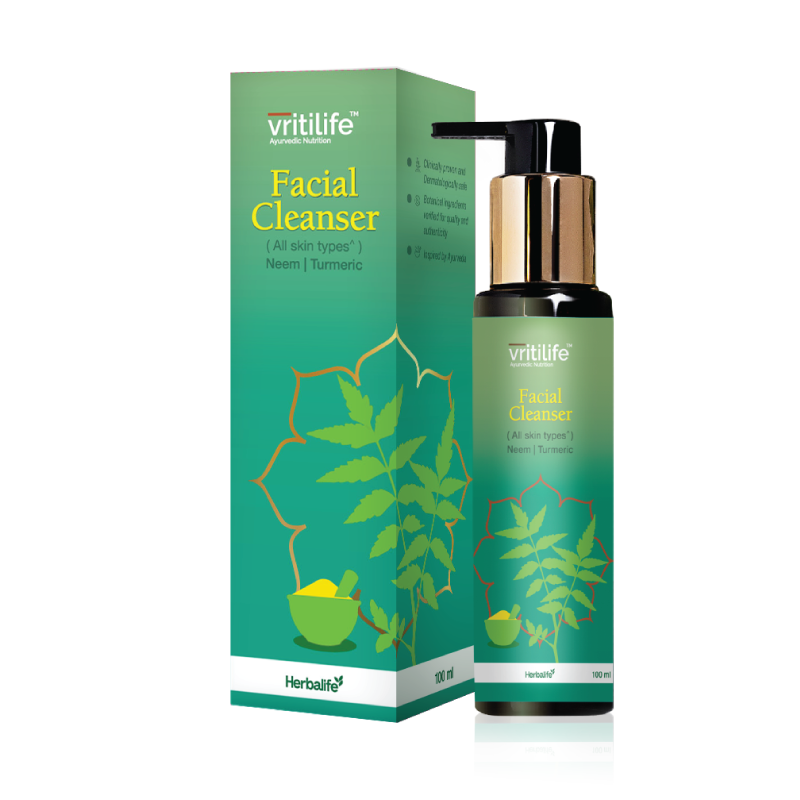 vritilife™
Ayurvedic Nutrition
Facial
Cleanser
( All skin types^ )
Neem | Turmeric
Herbalife
Clinically proven and
Dermatologically safe
Botanical ingredients
verified for quality and
authenticity
Inspired by Ayurveda
100 ml
vritilife™
Ayurvedic Nutrition
Facial
Cleanser
( All skin types^ )
Neem | Turmeric
Herbalife
100 ml